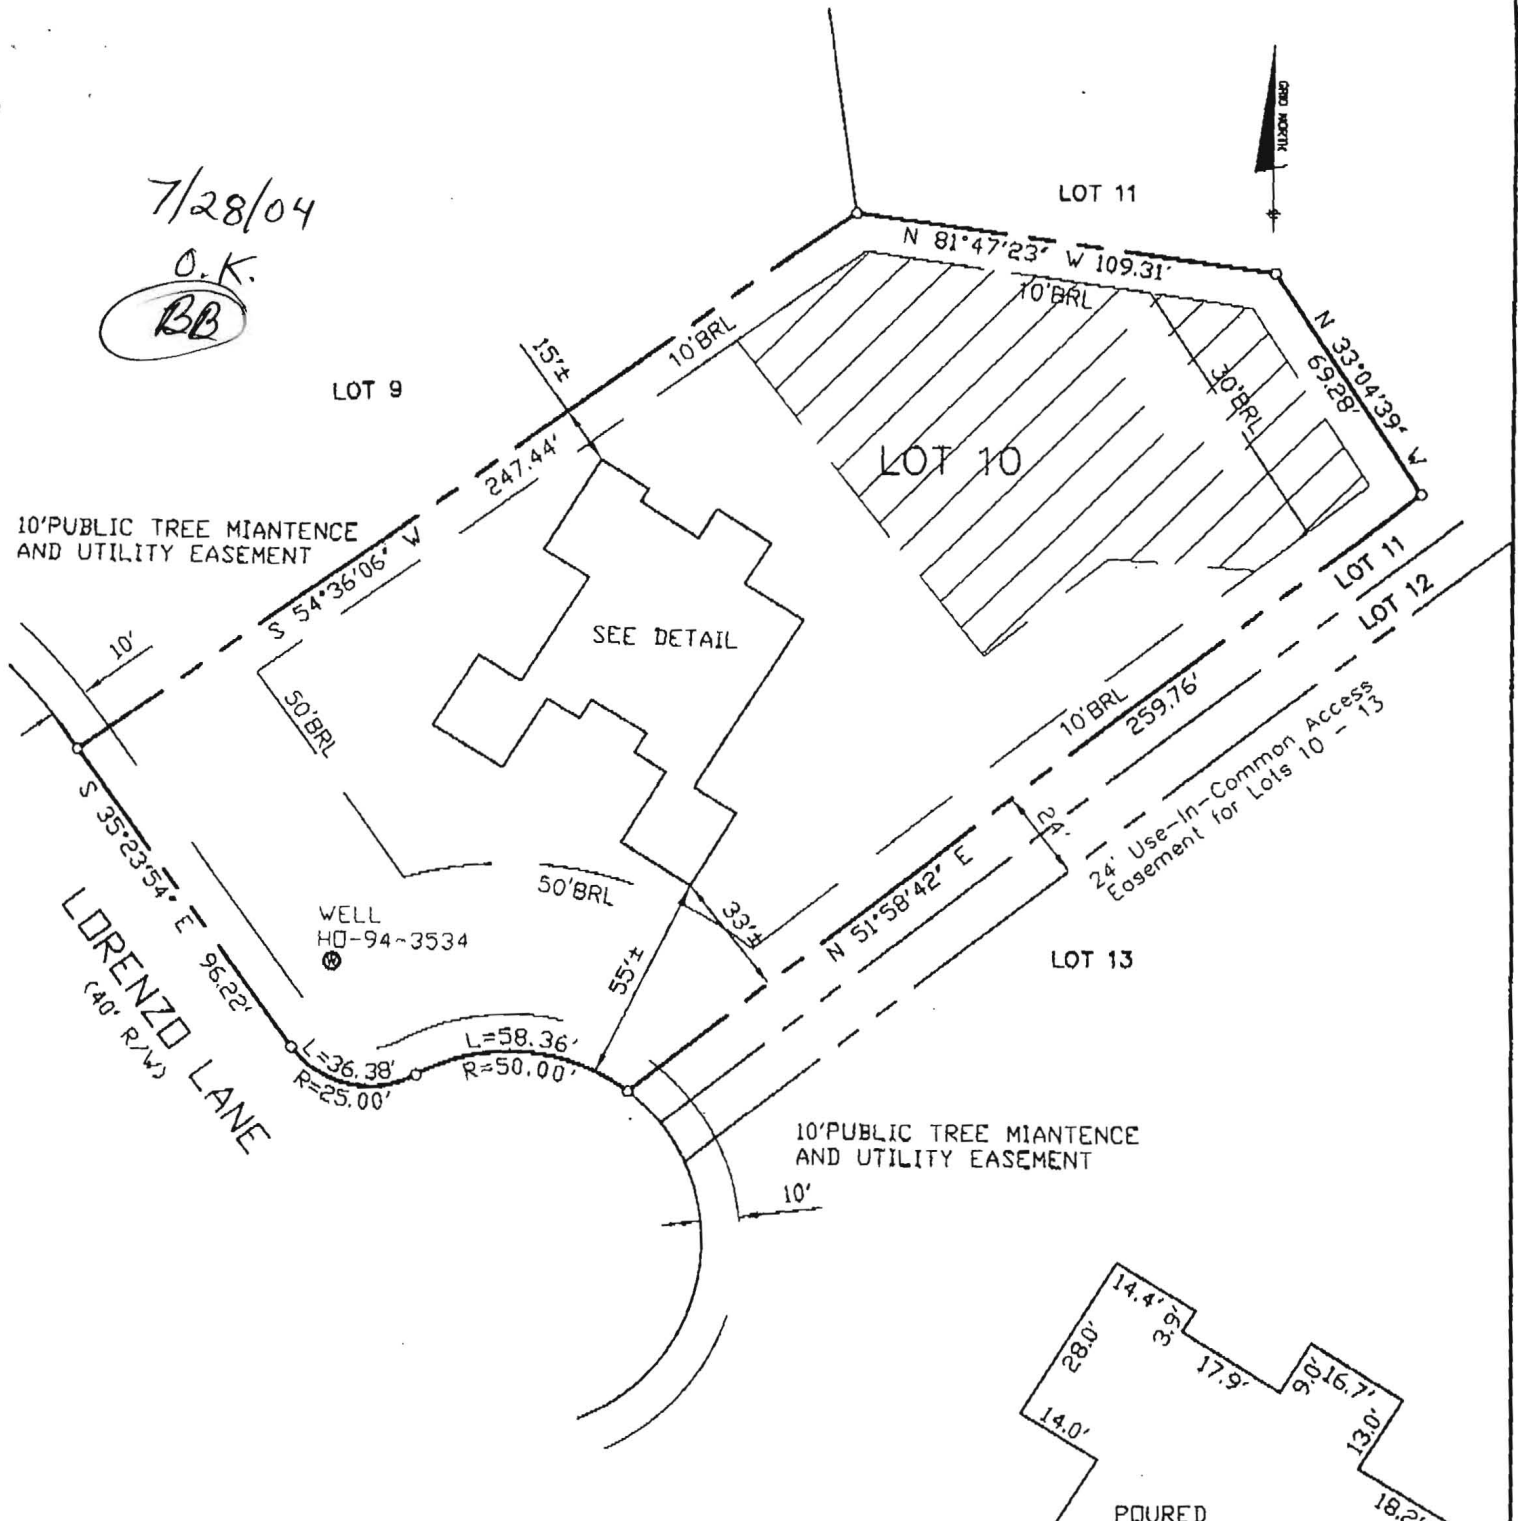 7/28/04
O.K.
BB
GRID NORTH
LOT 11
N 81°47'23" W 109.31'
10'BRL
N 33°04'39" W
69.28'
30'BRL
10'BRL
15'±
LOT 9
247.44'
S 54°36'06" W
LOT 10
10'PUBLIC TREE MIANTENCE
AND UTILITY EASEMENT
10'
SEE DETAIL
50'BRL
LOT 11
LOT 12
10'BRL
259.76'
24' Use-In-Common Access
Easement for Lots 10 - 13
24'
N 51°58'42" E
S 35°23'54" E 96.22'
LORENZO LANE
(40' R/W)
WELL
HO-94-3534
W
50'BRL
33'±
55'±
LOT 13
L=36.38'
R=25.00'
L=58.36'
R=50.00'
10'PUBLIC TREE MIANTENCE
AND UTILITY EASEMENT
10'
14.4'
3.9'
28.0'
17.9'
9.0'
16.7'
14.0'
13.0'
18.2'
POURED